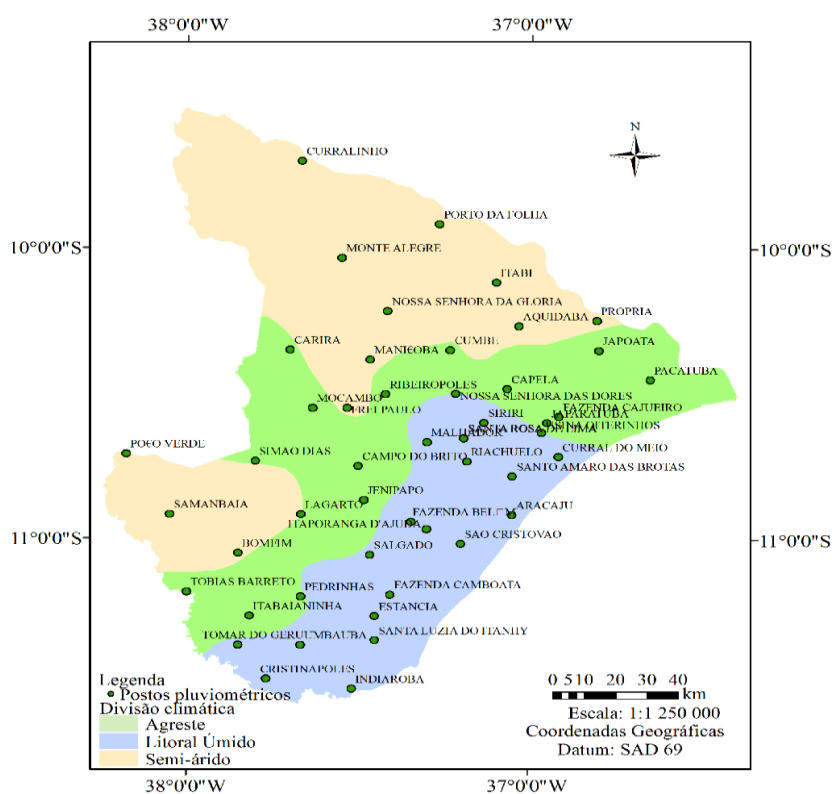 38°0'0"W
37°0'0"W
N
CURRALINHO
PORTO DA FOLHA
10°0'0"S
10°0'0"S
MONTE ALEGRE
ITABI
NOSSA SENHORA DA GLORIA
PROPRIA
AQUIDABA
CARIRA
CUMBE
JAPOATA
MANIÇOBA
PACATUBA
CAPELA
RIBEIROPOLES
NOSSA SENHORA DAS DORES
MOCAMBO
FREI PAULO
FAZENDA CAJUEIRO
JAPARATUBA
SIRIRI
MALHADOR
SANTA ROSA DE LIMA
POÇO VERDE
CURRAL DO MEIO
SIMAO DIAS
CAMPO DO BRITO
RIACHUELO
SANTO AMARO DAS BROTAS
JENIPAPO
SAMANBAIA
LAGARTO
FAZENDA BELEM
ARACAJU
ITAPORANGA D'AJUDA
11°0'0"S
11°0'0"S
BOMFIM
SALGADO
SAO CRISTOVAO
TOBIAS BARRETO
PEDRINHAS
FAZENDA CAMBOATA
ITABAIANINHA
ESTANCIA
TOMAR DO GERU
UMBAUBA
SANTA LUZIA DO ITANHY
CRISTINAPOLES
INDIAROBA
Legenda
Postos pluviométricos
Divisão climática
Agreste
Litoral Úmido
Semi-árido
0 5 10 20 30 40
km
Escala: 1:1 250 000
Coordenadas Geográficas
Datum: SAD 69
38°0'0"W
37°0'0"W